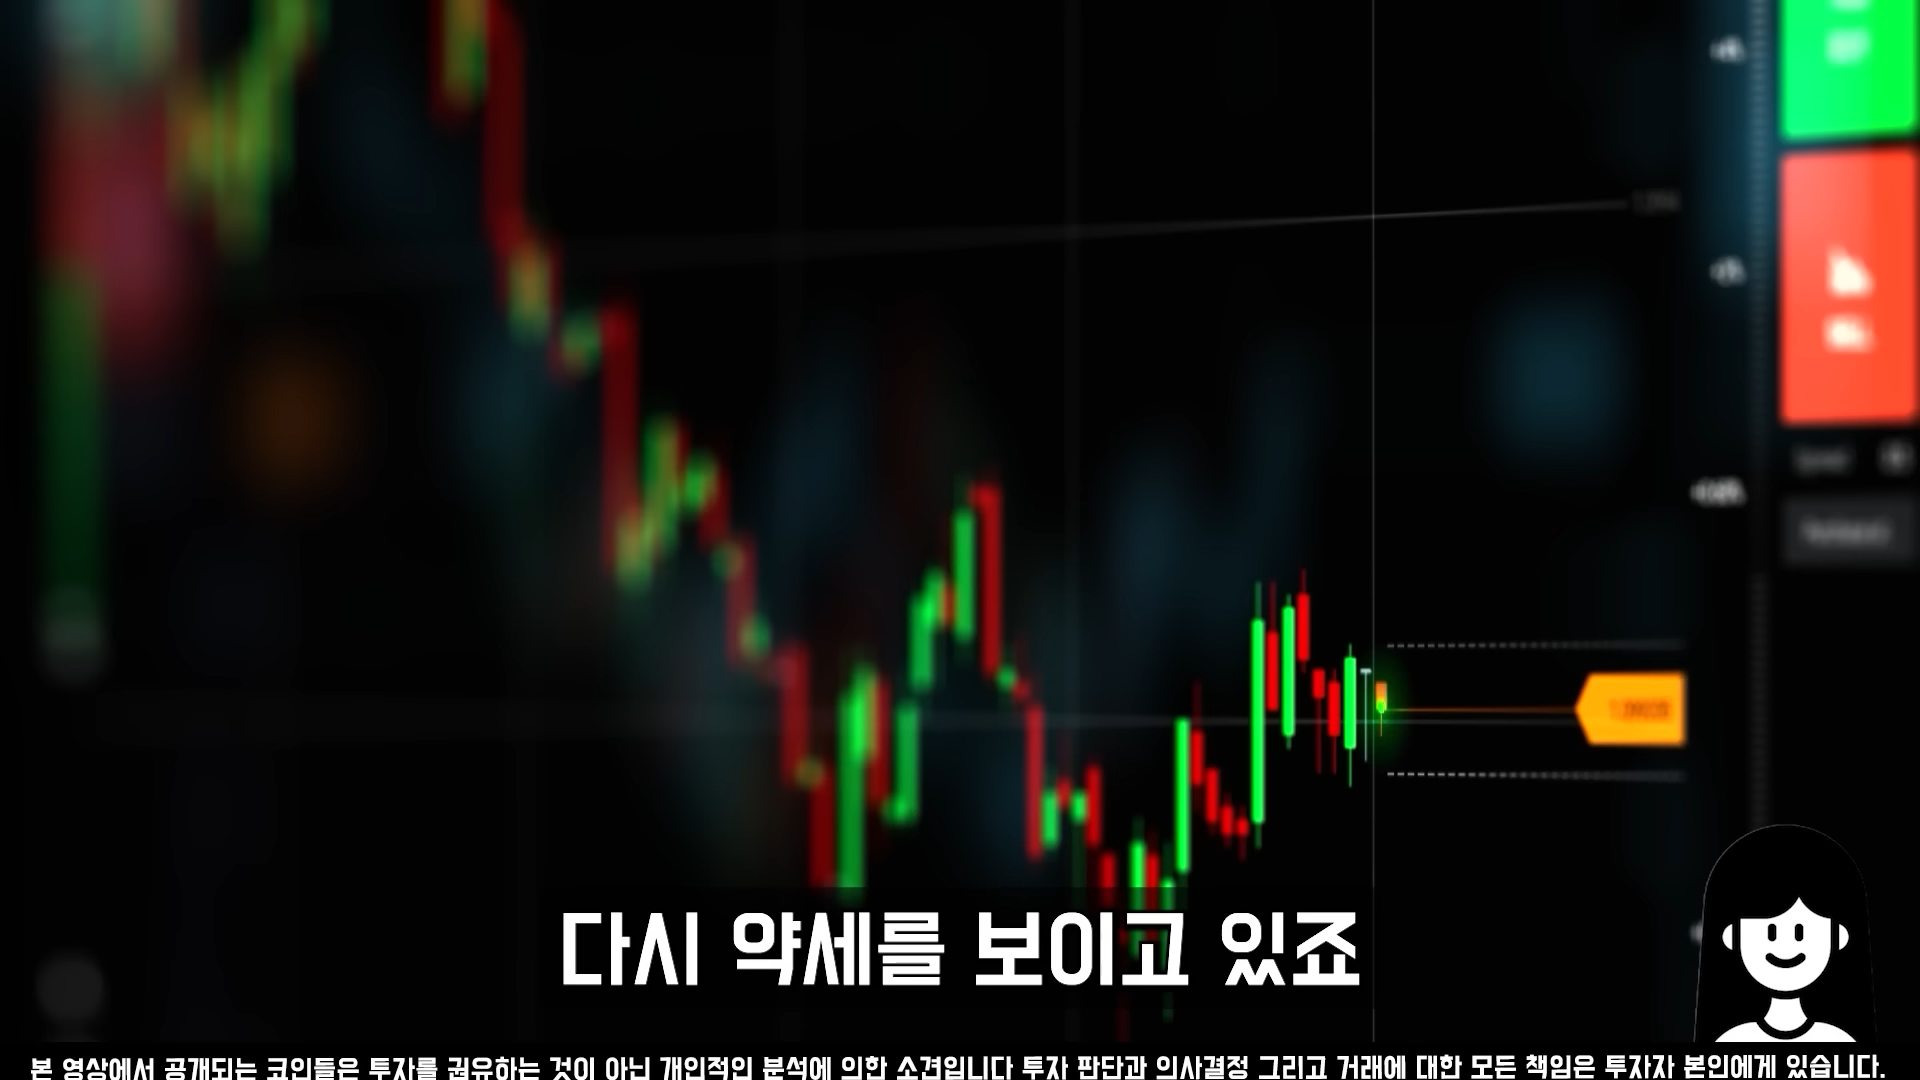 다시 약세를 보이고 있죠
본 영상에서 공개되는 코인들은 투자를 권유하는 것이 아닌 개인적인 분석에 의한 소견입니다 투자 판단과 의사결정 그리고 거래에 대한 모든 책임은 투자자 본인에게 있습니다.